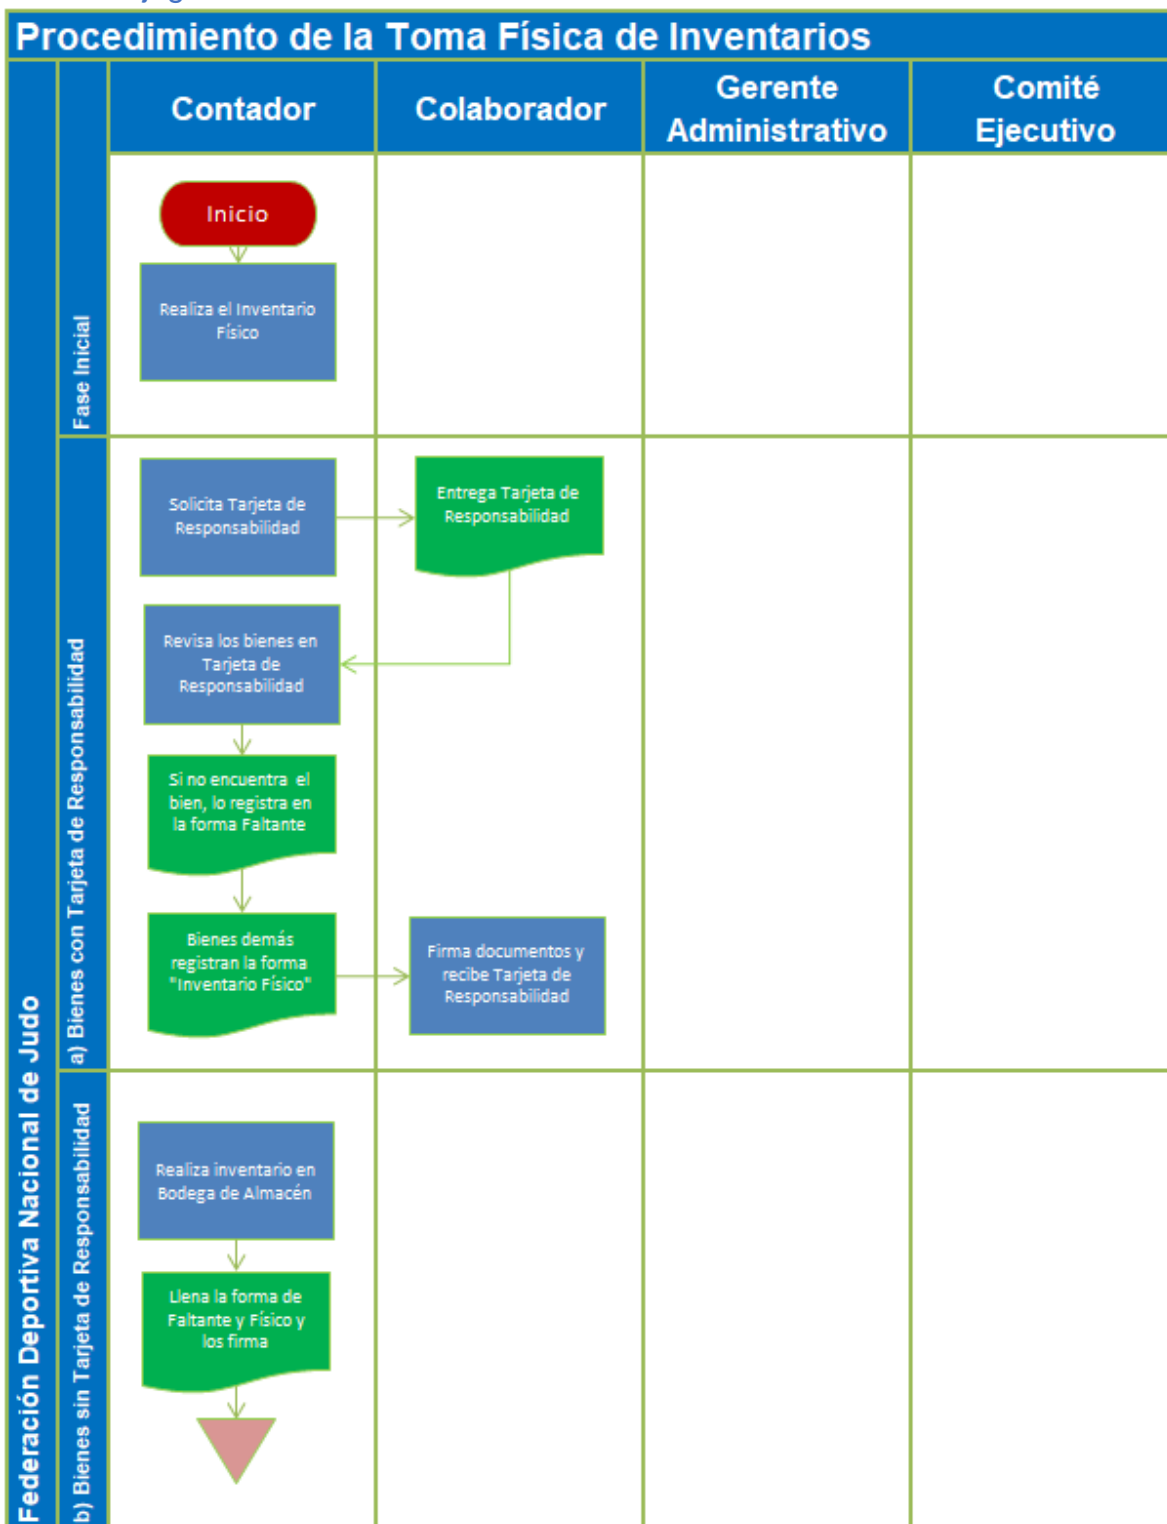 Procedimiento de la Toma Física de Inventarios
Contador
Colaborador
Gerente
Administrativo
Comité
Ejecutivo
Federación Deportiva Nacional de Judo
Fase Inicial
Inicio
Realiza el Inventario
Físico
a) Bienes con Tarjeta de Responsabilidad
Solicita Tarjeta de
Responsabilidad
Entrega Tarjeta de
Responsabilidad
Revisa los bienes en
Tarjeta de
Responsabilidad
Si no encuentra el
bien, lo registra en
la forma Faltante
Bienes demás
registran la forma
"Inventario Físico"
Firma documentos y
recibe Tarjeta de
Responsabilidad
b) Bienes sin Tarjeta de Responsabilidad
Realiza inventario en
Bodega de Almacén
Llena la forma de
Faltante y Físico y
los firma